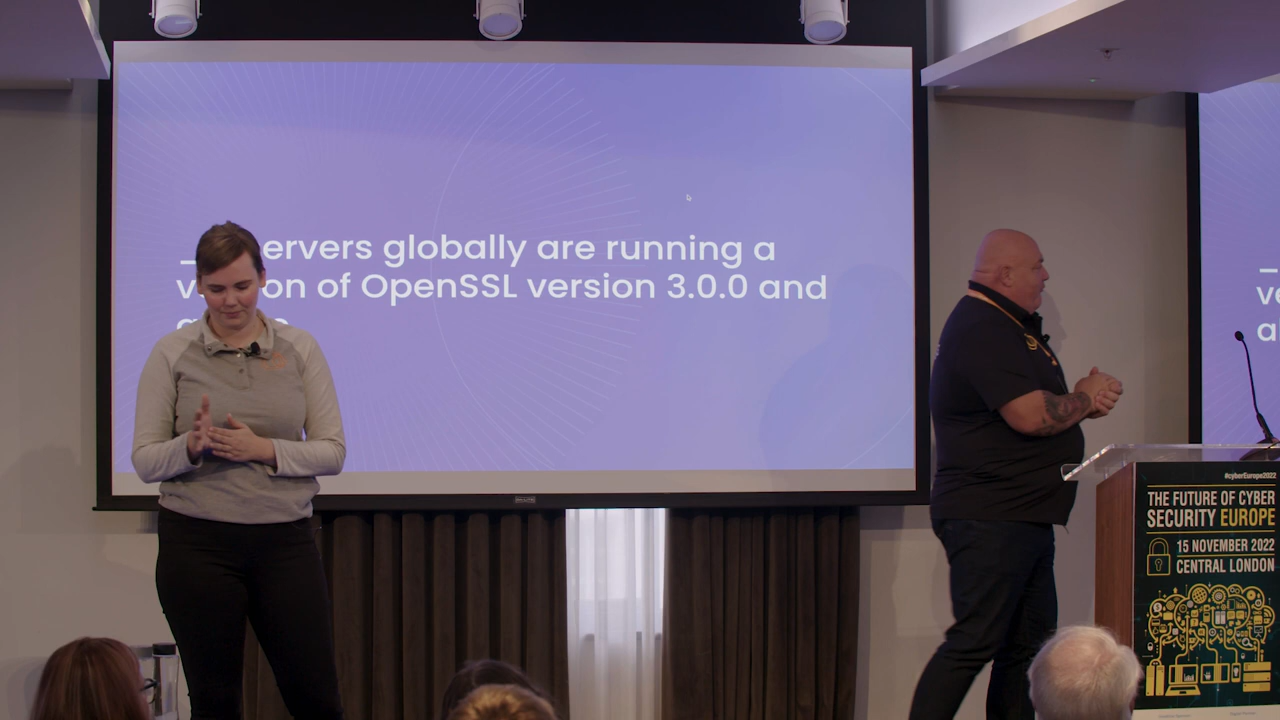 ervers globally are running a
on of OpenSSL version 3.0.0 and
ve
a
#cyberEurope2022
THE FUTURE OF CYBER
SECURITY EUROPE
15 NOVEMBER 2022
CENTRAL LONDON